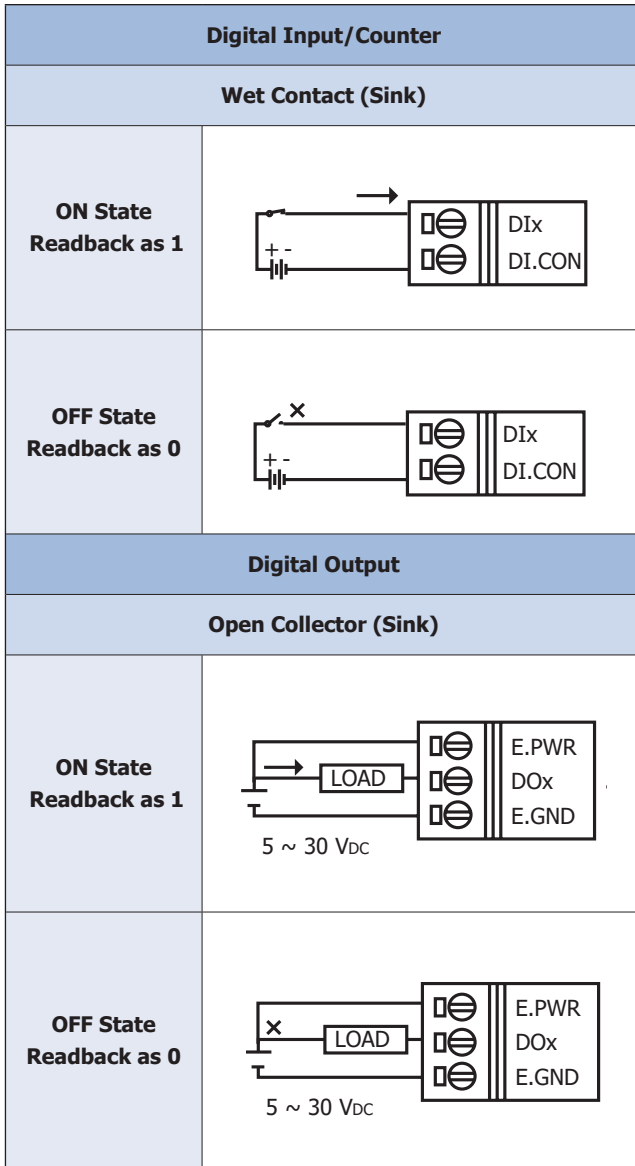 Digital Input/Counter
Wet Contact (Sink)
ON State
Readback as 1
+ -
DIx
DI.CON
OFF State
Readback as 0
×
+ -
DIx
DI.CON
Digital Output
Open Collector (Sink)
ON State
Readback as 1
LOAD
E.PWR
DOx
E.GND
5 ~ 30 VDC
OFF State
Readback as 0
×
LOAD
E.PWR
DOx
E.GND
5 ~ 30 VDC